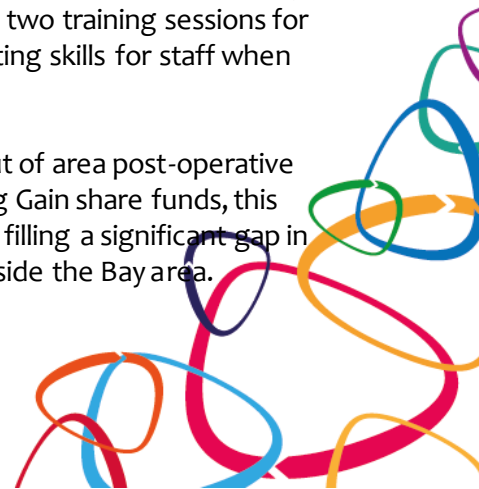 two training sessions for
ting skills for staff when
ut of area post-operative
g Gain share funds, this
filling a significant gap in
side the Bay area.